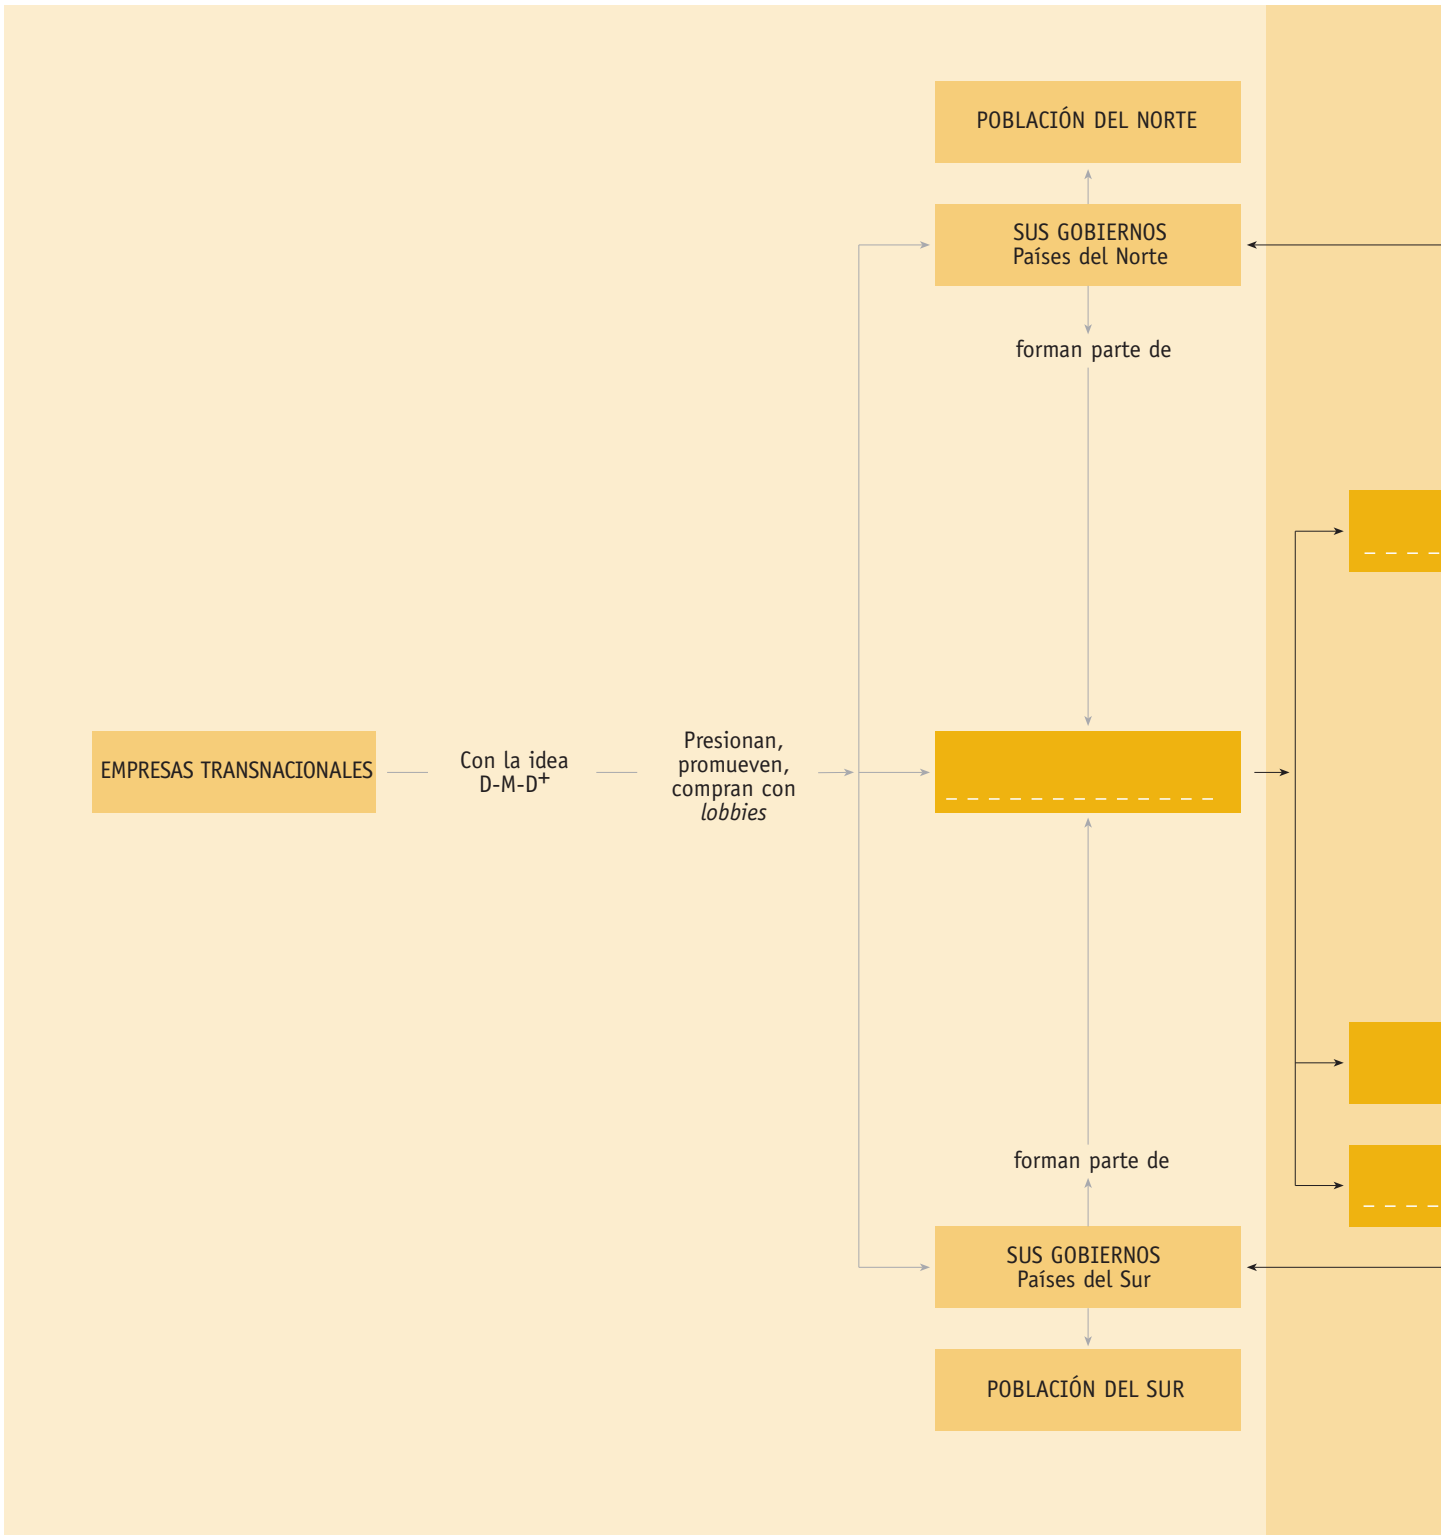 POBLACIÓN DEL NORTE
SUS GOBIERNOS
Países del Norte
forman parte de
EMPRESAS TRANSNACIONALES
Con la idea
D-M-D+
Presionan,
promueven,
compran con
lobbies
forman parte de
SUS GOBIERNOS
Países del Sur
POBLACIÓN DEL SUR